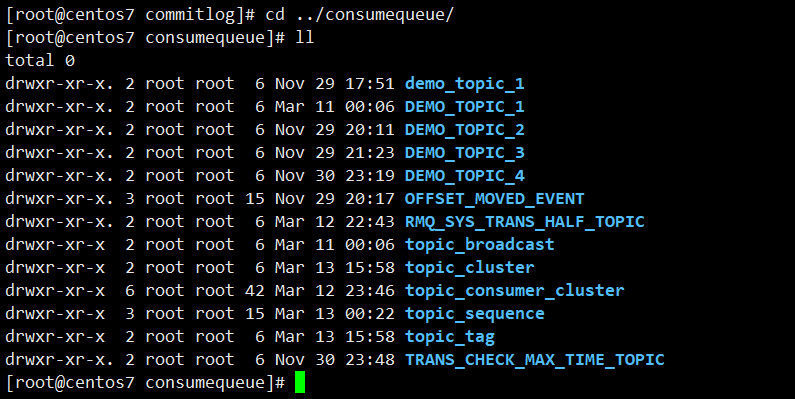 [root@centos7 commitlog]# cd ../consumequeue/
[root@centos7 consumequeue]# ll
total 0
drwxr-xr-x. 2 root root  6 Nov 29 17:51 demo_topic_1
drwxr-xr-x. 2 root root  6 Mar 11 00:06 DEMO_TOPIC_1
drwxr-xr-x. 2 root root  6 Nov 29 20:11 DEMO_TOPIC_2
drwxr-xr-x. 2 root root  6 Nov 29 21:23 DEMO_TOPIC_3
drwxr-xr-x. 2 root root  6 Nov 30 23:19 DEMO_TOPIC_4
drwxr-xr-x. 3 root root 15 Nov 29 20:17 OFFSET_MOVED_EVENT
drwxr-xr-x. 2 root root  6 Mar 12 22:43 RMQ_SYS_TRANS_HALF_TOPIC
drwxr-xr-x  2 root root  6 Mar 11 00:06 topic_broadcast
drwxr-xr-x  2 root root  6 Mar 13 15:58 topic_cluster
drwxr-xr-x  6 root root 42 Mar 12 23:46 topic_consumer_cluster
drwxr-xr-x  3 root root 15 Mar 13 00:22 topic_sequence
drwxr-xr-x  2 root root  6 Mar 13 15:58 topic_tag
drwxr-xr-x. 2 root root  6 Nov 30 23:48 TRANS_CHECK_MAX_TIME_TOPIC
[root@centos7 consumequeue]#